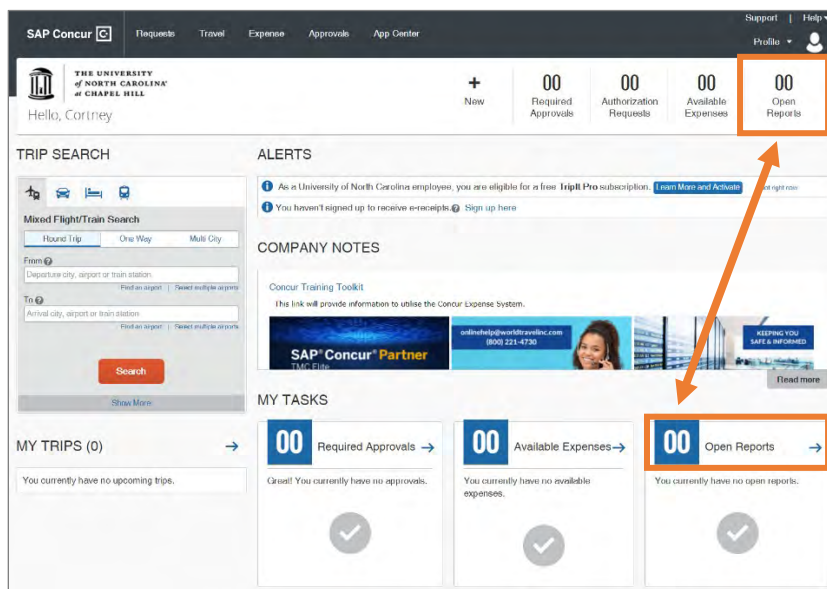 Support | Help
SAP Concur C Requests Travel Expense Approvals App Center
Profile
THE UNIVERSITY
of NORTH CAROLINA
at CHAPEL HILL
Hello, Cortney
+
New
00
Required
Approvals
00
Authorization
Requests
00
Available
Expenses
00
Open
Reports
TRIP SEARCH
Mixed Flight/Train Search
Round Trip One Way Multi City
From
Departure city, airport or train station
Find an airport | Select multiple airports
To
Arrival city, airport or train station
Find an airport | Select multiple airports
Search
Show More
MY TRIPS (0)
You currently have no upcoming trips.
ALERTS
As a University of North Carolina employee, you are eligible for a free TripIt Pro subscription. Learn More and Activate not right now
You haven't signed up to receive e-receipts. Sign up here
COMPANY NOTES
Concur Training Toolkit
This link will provide information to utilise the Concur Expense System.
SAP® Concur® Partner
TMC Elite
onlinehelp@worldtravelinc.com
(800) 221-4730
KEEPING YOU
SAFE & INFORMED
Read more
MY TASKS
00 Required Approvals
Great! You currently have no approvals.
00 Available Expenses
You currently have no available
expenses.
00 Open Reports
You currently have no open reports.